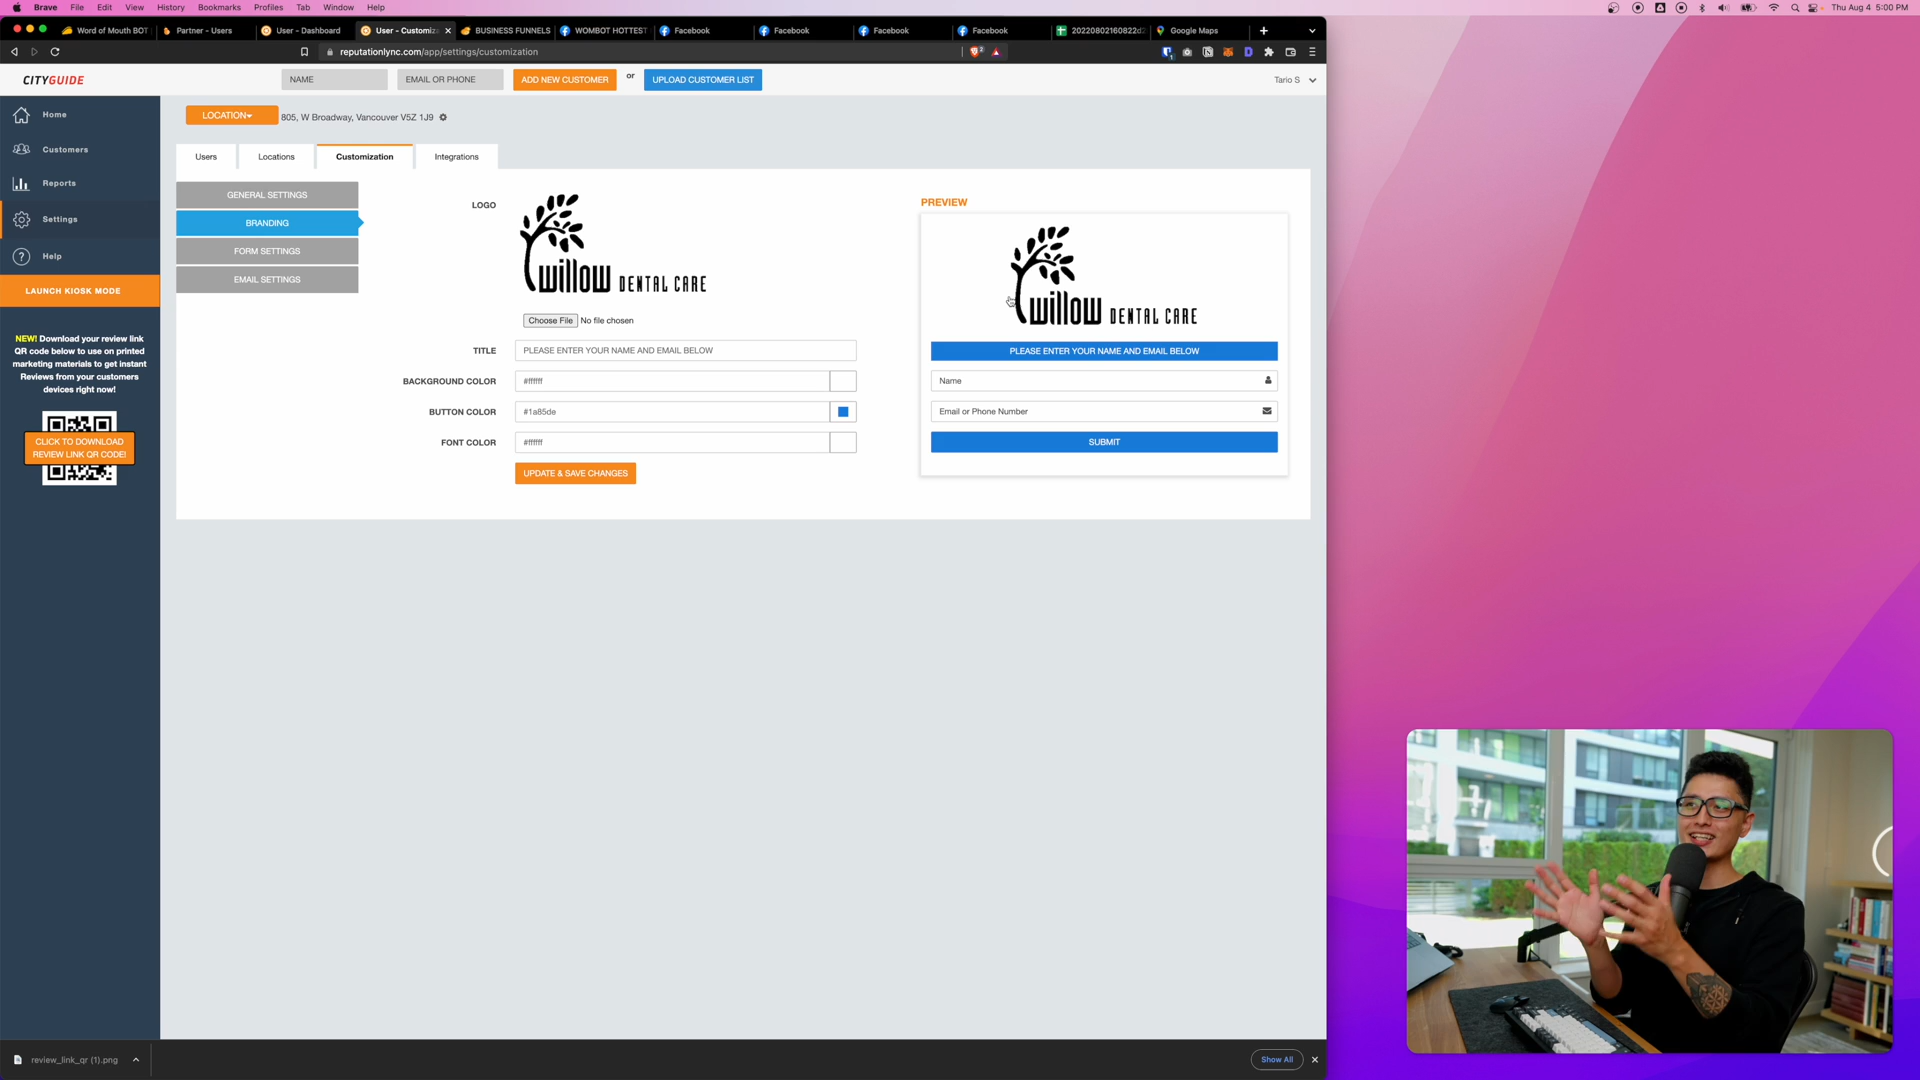 Brave File Edit View History Bookmarks Profiles Tab Window Help Thu Aug 4 5:00 PM
Word of Mouth BOT Partner - Users User - Dashboard User - Customiz BUSINESS FUNNELS WOMBOT HOTTEST Facebook Facebook Facebook Facebook 20220802160822d Google Maps
reputationlync.com/app/settings/customization
CITYGUIDE NAME EMAIL OR PHONE ADD NEW CUSTOMER or UPLOAD CUSTOMER LIST Tario S
LOCATION 805, W Broadway, Vancouver V5Z 1J9
Home
Customers
Reports
Settings
Help
LAUNCH KIOSK MODE
NEW! Download your review link
QR code below to use on printed
marketing materials to get instant
Reviews from your customers
devices right now!
CLICK TO DOWNLOAD
REVIEW LINK QR CODE!
Users Locations Customization Integrations
GENERAL SETTINGS
BRANDING
FORM SETTINGS
EMAIL SETTINGS
LOGO
willow DENTAL CARE
Choose File No file chosen
TITLE PLEASE ENTER YOUR NAME AND EMAIL BELOW
BACKGROUND COLOR #ffffff
BUTTON COLOR #1a85de
FONT COLOR #ffffff
UPDATE & SAVE CHANGES
PREVIEW
willow DENTAL CARE
PLEASE ENTER YOUR NAME AND EMAIL BELOW
Name
Email or Phone Number
SUBMIT
review_link_qr (1).png Show All